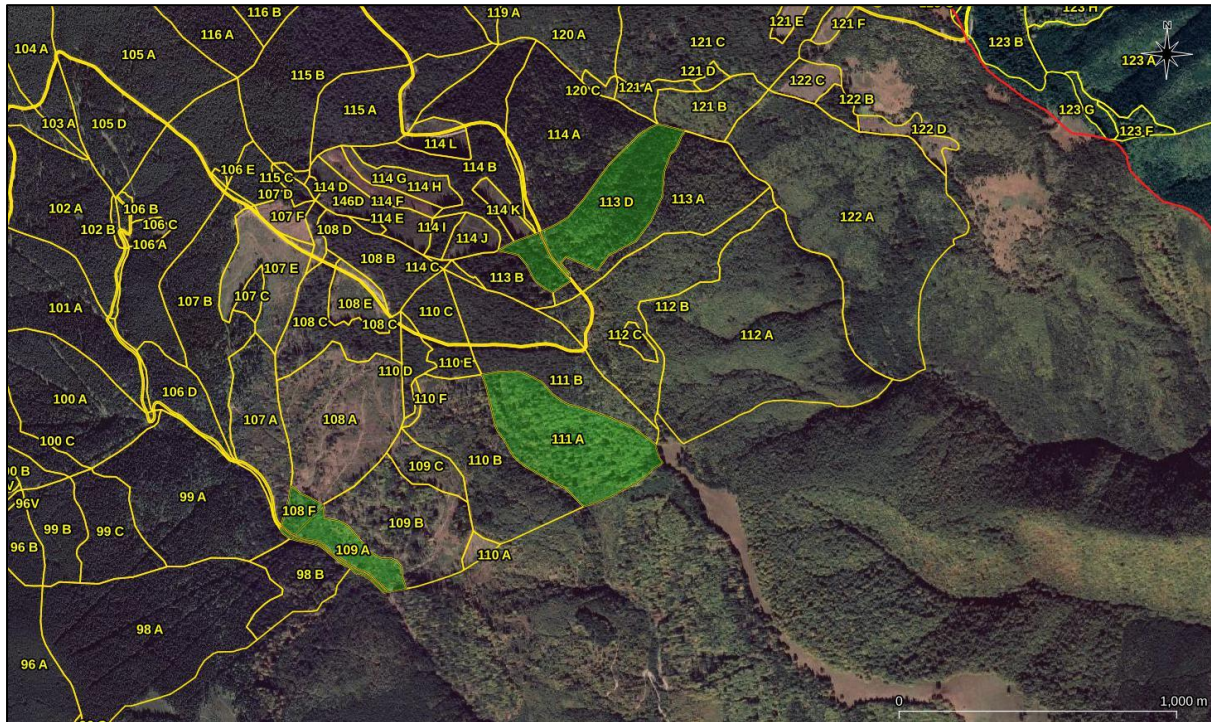 116 B
119 A
123 H
121 E
121 F
104 A
105 A
116 A
120 A
121 C
123 B
123 A
115 B
121 D
122 C
120 C
121 A
115 A
121 B
122 B
123 G
103 A
105 D
114 A
122 D
123 F
114 L
114 B
106 E
115 C
114 G
114 D
114 H
107 D
146D
114 F
113 D
113 A
102 A
106 B
107 F
114 E
114 K
122 A
102 B
106 C
108 D
114 I
114 J
106 A
108 B
107 E
114 C
113 B
107 C
107 B
108 E
101 A
110 C
112 B
108 C
108 C
112 C
112 A
110 E
110 D
111 B
106 D
100 A
110 F
107 A
108 A
111 A
100 C
110 B
109 C
99 A
96V
108 F
99 B
99 C
109 B
96 B
109 A
110 A
98 B
98 A
96 A
N
0
1,000 m